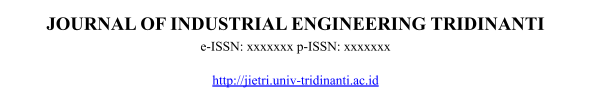 JOURNAL OF INDUSTRIAL ENGINEERING TRIDINANTI
e-ISSN: xxxxxxx p-ISSN: xxxxxxx
http://jietri.univ-tridinanti.ac.id